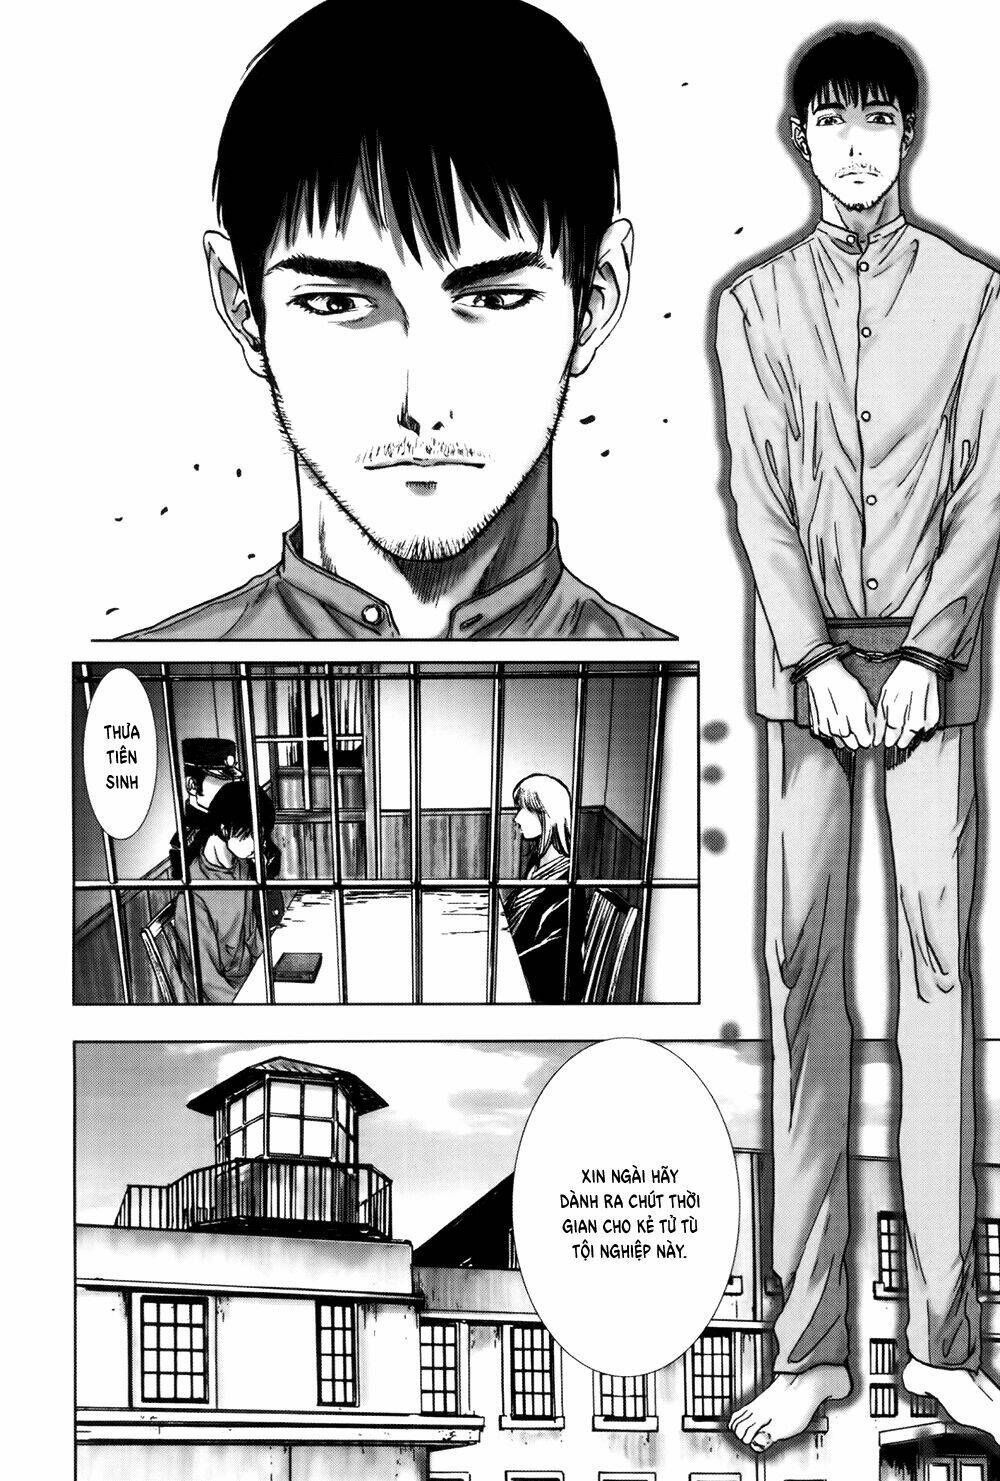 THƯA
TIÊN
SINH
XIN NGÀI HÃY
DÀNH RA CHÚT THỜI
GIAN CHO KẺ TỬ TÙ
TỘI NGHIỆP NÀY.